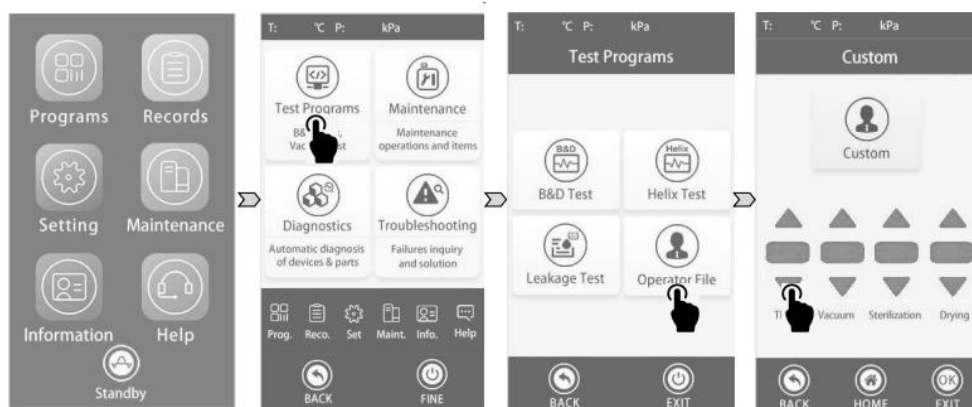 Programs
Records
Setting
Maintenance
Information
Help
Standby
T: ℃ P: kPa
Test Programs
Maintenance
Maintenance
operations and items
Diagnostics
Troubleshooting
Automatic diagnosis
of devices & parts
Failures inquiry
and solution
Prog. Reco. Set Maint. Info. Help
BACK
FINE
T: ℃ P: kPa
Test Programs
B&D
B&D Test
Helix
Helix Test
Leakage Test
Operator File
BACK
EXIT
T: ℃ P: kPa
Custom
Custom
Vacuum Sterilization Drying
BACK
HOME
OK
EXIT